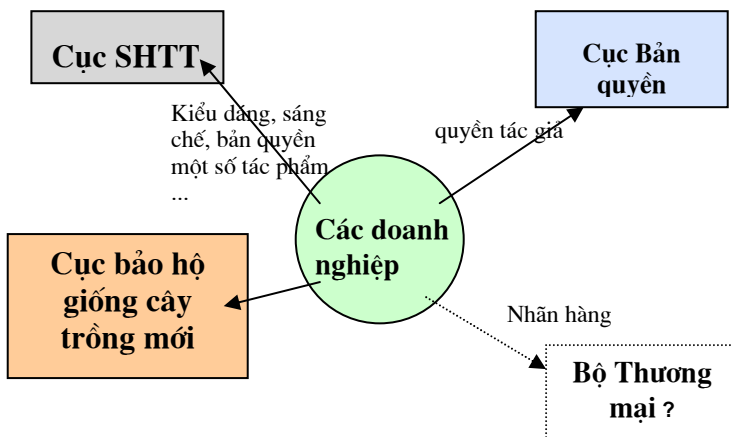 Cục SHTT
Cục Bản
quyền
Kiểu dáng, sáng
chế, bản quyền
một số tác phẩm
...
quyền tác giả
Các doanh
nghiệp
Cục bảo hộ
giống cây
trồng mới
Nhãn hàng
Bộ Thương
mại ?